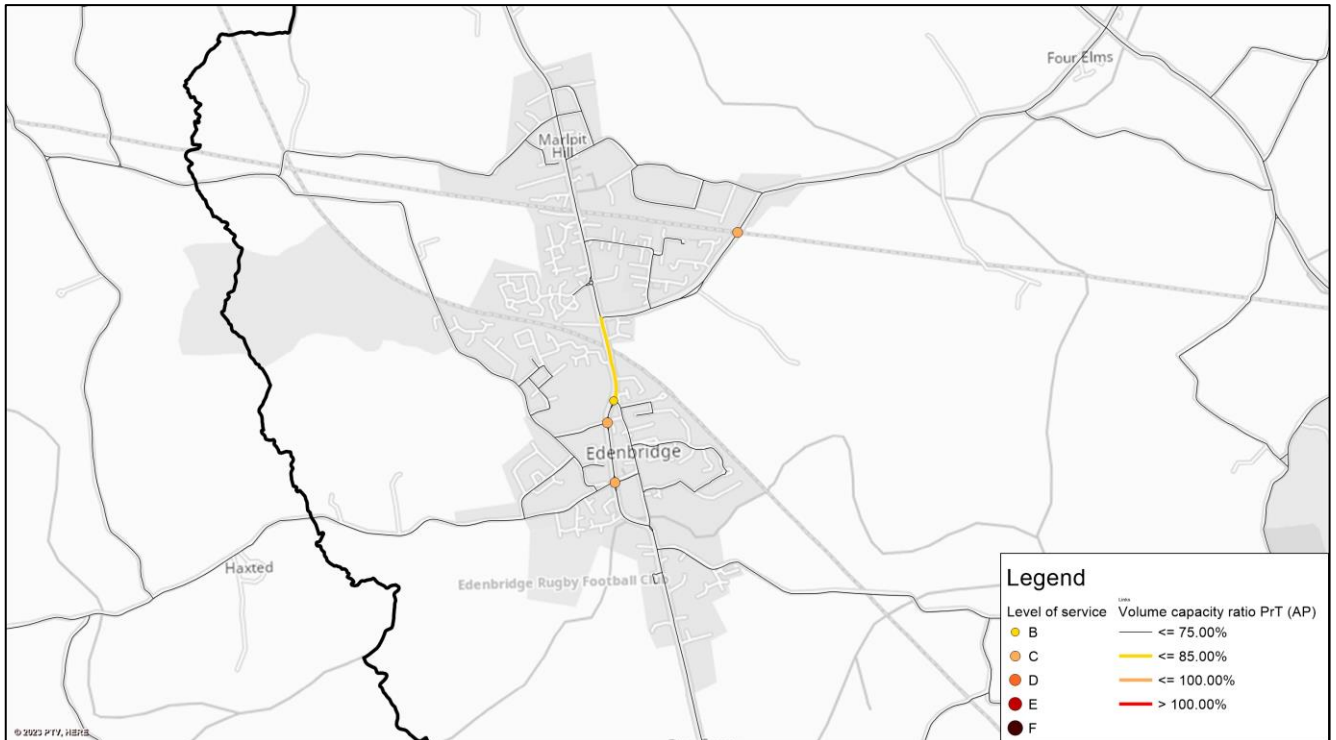 Four Elms
Marlpit
Hill
Edenbridge
Haxted
Edenbridge Rugby Football Club
Legend
Links
Level of service
Volume capacity ratio PrT (AP)
B
<= 75.00%
C
<= 85.00%
D
<= 100.00%
E
> 100.00%
F
© 2023 PTV, HERE